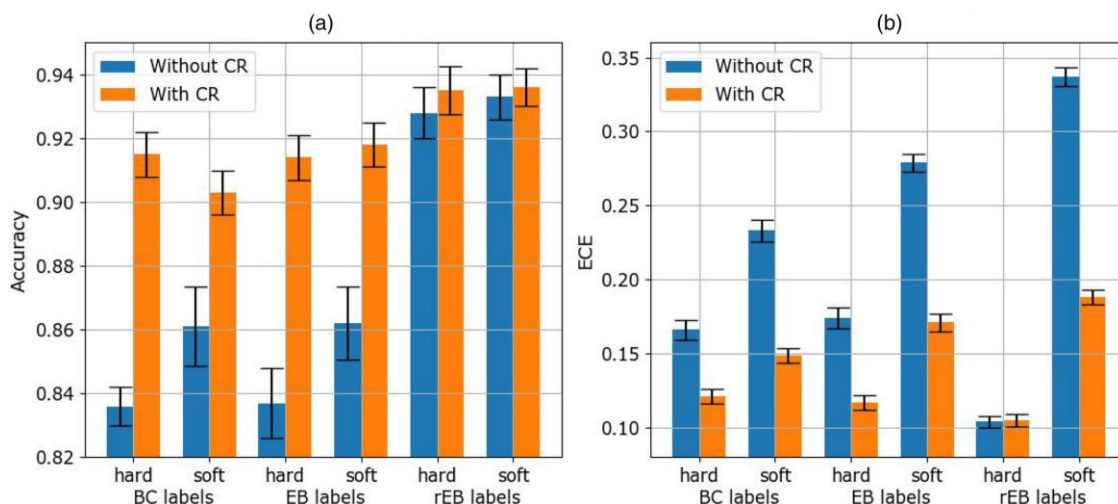 (a)
Accuracy
0.94
0.92
0.90
0.88
0.86
0.84
0.82
Without CR
With CR
hard soft hard soft hard soft
BC labels EB labels rEB labels
(b)
ECE
0.35
0.30
0.25
0.20
0.15
0.10
Without CR
With CR
hard soft hard soft hard soft
BC labels EB labels rEB labels